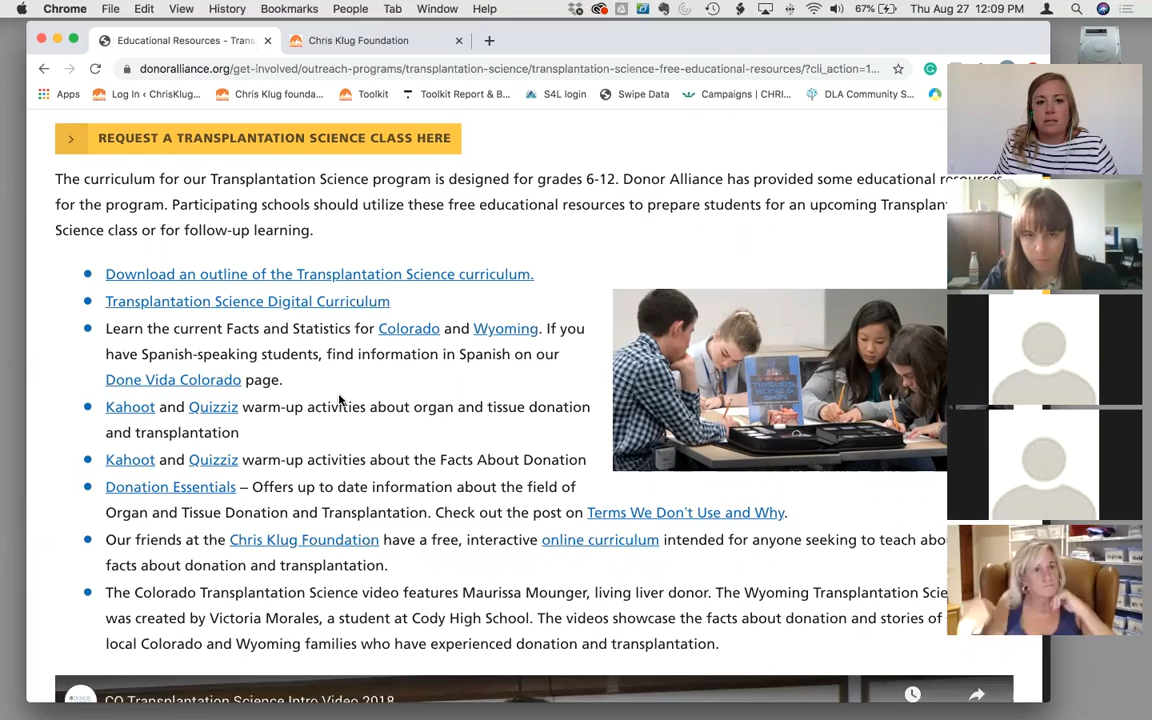 Chrome File Edit View History Bookmarks People Tab Window Help 67% Thu Aug 27 12:09 PM
Educational Resources - Trans Chris Klug Foundation
donoralliance.org/get-involved/outreach-programs/transplantation-science/transplantation-science-free-educational-resources/?cli_action=1...
Apps Log In ‹ ChrisKlug... Chris Klug founda... Toolkit Toolkit Report & B... S4L login Swipe Data Campaigns | CHRI... DLA Community S...
REQUEST A TRANSPLANTATION SCIENCE CLASS HERE
The curriculum for our Transplantation Science program is designed for grades 6-12. Donor Alliance has provided some educational resources
for the program. Participating schools should utilize these free educational resources to prepare students for an upcoming Transplan
Science class or for follow-up learning.
Download an outline of the Transplantation Science curriculum.
Transplantation Science Digital Curriculum
Learn the current Facts and Statistics for Colorado and Wyoming. If you
have Spanish-speaking students, find information in Spanish on our
Done Vida Colorado page.
Kahoot and Quizziz warm-up activities about organ and tissue donation
and transplantation
Kahoot and Quizziz warm-up activities about the Facts About Donation
Donation Essentials – Offers up to date information about the field of
Organ and Tissue Donation and Transplantation. Check out the post on Terms We Don't Use and Why.
Our friends at the Chris Klug Foundation have a free, interactive online curriculum intended for anyone seeking to teach abo
facts about donation and transplantation.
The Colorado Transplantation Science video features Maurissa Mounger, living liver donor. The Wyoming Transplantation Scie
was created by Victoria Morales, a student at Cody High School. The videos showcase the facts about donation and stories of
local Colorado and Wyoming families who have experienced donation and transplantation.
TISSUES, BONE & SKIN
CO Transplantation Science Intro Video 2018